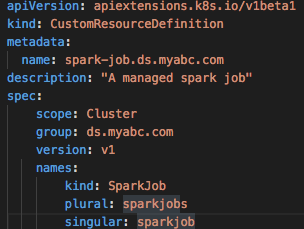 apiVersion: apiextensions.k8s.io/v1beta1
kind: CustomResourceDefinition
metadata:
  name: spark-job.ds.myabc.com
description: "A managed spark job"
spec:
    scope: Cluster
    group: ds.myabc.com
    version: v1
    names:
        kind: SparkJob
        plural: sparkjobs
        singular: sparkjob